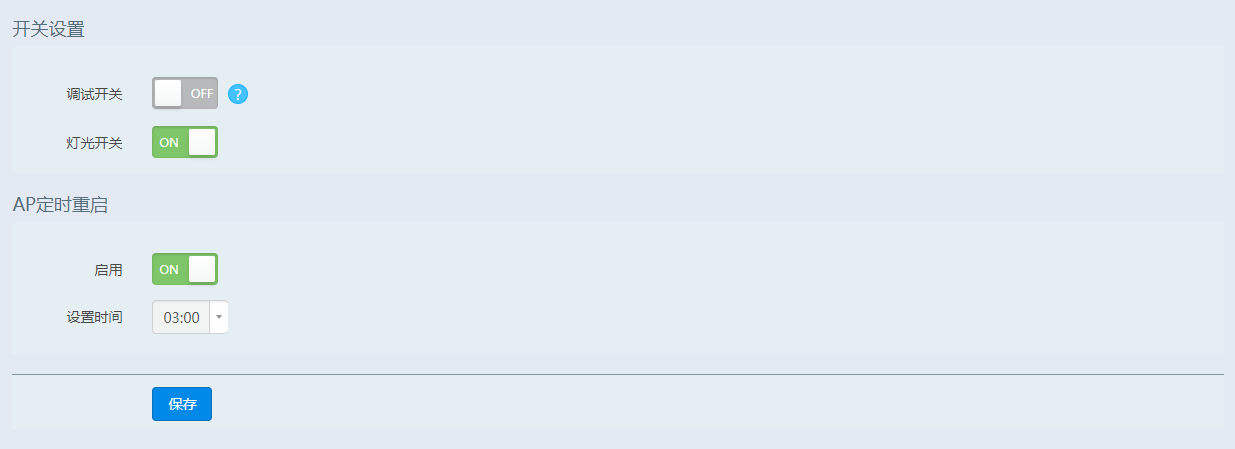 开关设置
调试开关 OFF ?
灯光开关 ON
AP定时重启
启用 ON
设置时间 03:00
保存